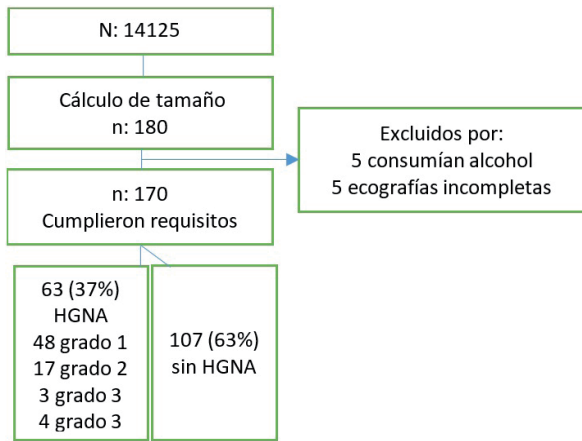 N: 14125
Cálculo de tamaño
n: 180
Excluidos por:
5 consumían alcohol
5 ecografías incompletas
n: 170
Cumplieron requisitos
63 (37%)
HGNA
48 grado 1
17 grado 2
3 grado 3
4 grado 3
107 (63%)
sin HGNA